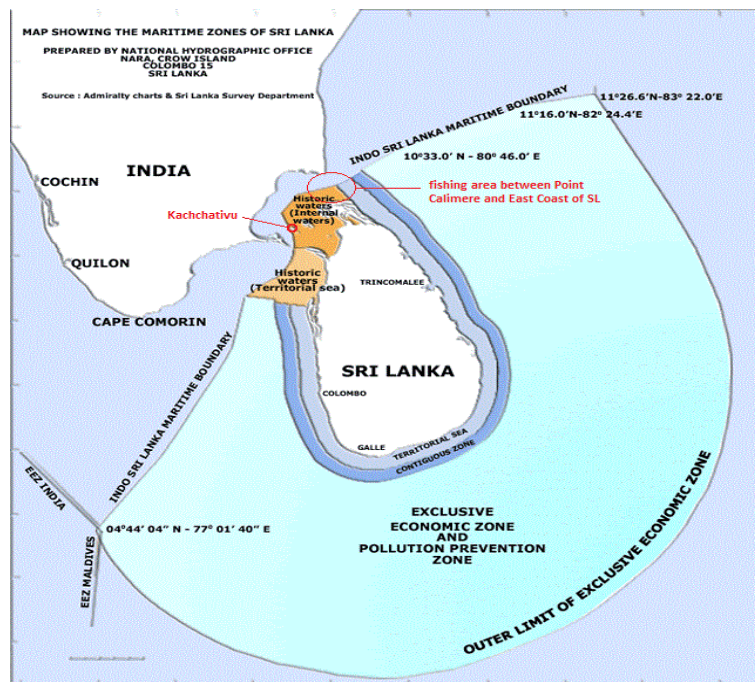 MAP SHOWING THE MARITIME ZONES OF SRI LANKA
PREPARED BY NATIONAL HYDROGRAPHIC OFFICE
NARA, CROW ISLAND
COLOMBO 15
SRI LANKA
Source : Admiralty charts & Sri Lanka Survey Department
INDO SRI LANKA MARITIME BOUNDARY
11° 26.6'N-83° 22.0'E
11°16.0'N-82° 24.4'E
10°33.0' N - 80° 46.0' E
INDIA
COCHIN
fishing area between Point
Calimere and East Coast of SL
Historic
waters
(Internal
waters)
Kachchativu
QUILON
Historic
waters
(Territorial sea)
TRINCOMALEE
CAPE COMORIN
SRI LANKA
COLOMBO
INDO SRI LANKA MARITIME BOUNDARY
GALLE
TERRITORIAL SEA
CONTIGUOUS ZONE
EEZ INDIA
04°44' 04" N - 77° 01' 40" E
EEZ MALDIVES
EXCLUSIVE
ECONOMIC ZONE
AND
POLLUTION PREVENTION
ZONE
OUTER LIMIT OF EXCLUSIVE ECONOMIC ZONE